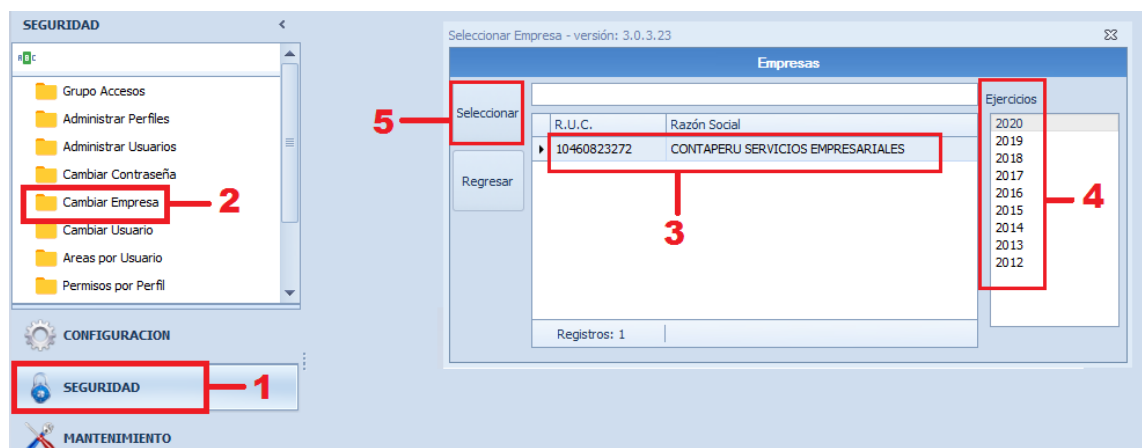 SEGURIDAD
ABC
Grupo Accesos
Administrar Perfiles
Administrar Usuarios
Cambiar Contraseña
Cambiar Empresa
2
Cambiar Usuario
Areas por Usuario
Permisos por Perfil
CONFIGURACION
SEGURIDAD
1
MANTENIMIENTO
Seleccionar Empresa - versión: 3.0.3.23
Empresas
5
Seleccionar
Regresar
R.U.C. Razón Social
10460823272 CONTAPERU SERVICIOS EMPRESARIALES
3
Registros: 1
Ejercicios
2020
2019
2018
2017
2016
2015
2014
2013
2012
4